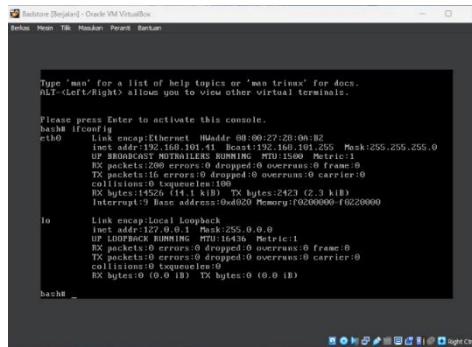 Badstore [Berjalan] - Oracle VM VirtualBox
Berkas Mesin Tilik Masukan Peranti Bantuan
Type 'man' for a list of help topics or 'man trinux' for docs.
ALT-<Left/Right> allows you to view other virtual terminals.
Please press Enter to activate this console.
bash# ifconfig
eth0 Link encap:Ethernet HWaddr 08:00:27:28:0A:B2
inet addr:192.168.101.41 Bcast:192.168.101.255 Mask:255.255.255.0
UP BROADCAST NOTRAILERS RUNNING MTU:1500 Metric:1
RX packets:200 errors:0 dropped:0 overruns:0 frame:0
TX packets:16 errors:0 dropped:0 overruns:0 carrier:0
collisions:0 txqueuelen:100
RX bytes:14526 (14.1 kiB) TX bytes:2423 (2.3 kiB)
Interrupt:9 Base address:0xd020 Memory:f0200000-f0220000
lo Link encap:Local Loopback
inet addr:127.0.0.1 Mask:255.0.0.0
UP LOOPBACK RUNNING MTU:16436 Metric:1
RX packets:0 errors:0 dropped:0 overruns:0 frame:0
TX packets:0 errors:0 dropped:0 overruns:0 carrier:0
collisions:0 txqueuelen:0
RX bytes:0 (0.0 iB) TX bytes:0 (0.0 iB)
bash# _
Right Ctrl